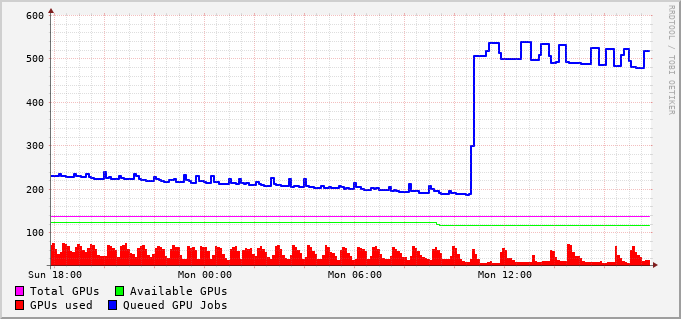 600
500
400
300
200
100
Sun 18:00 Mon 00:00 Mon 06:00 Mon 12:00
Total GPUs Available GPUs
GPUs used Queued GPU Jobs
RRDTOOL / TOBI OETIKER